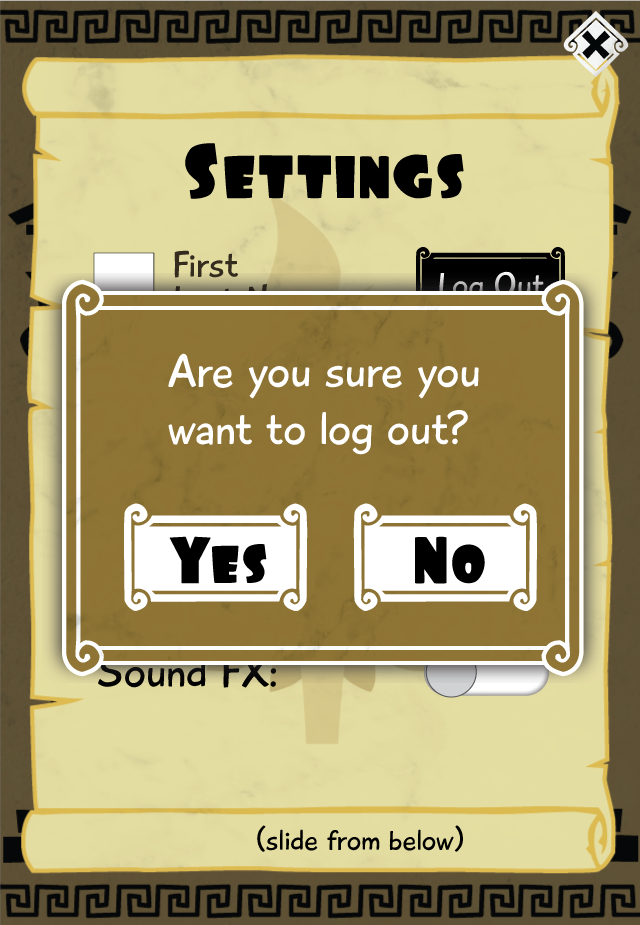 Settings
First
Log Out
Are you sure you
want to log out?
Yes No
Sound FX:
(slide from below)